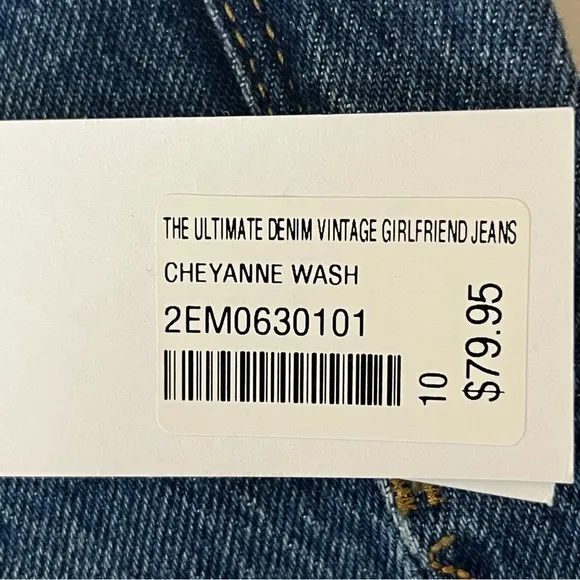 THE ULTIMATE DENIM VINTAGE GIRLFRIEND JEANS
CHEYANNE WASH
2EM0630101
10
$79.95